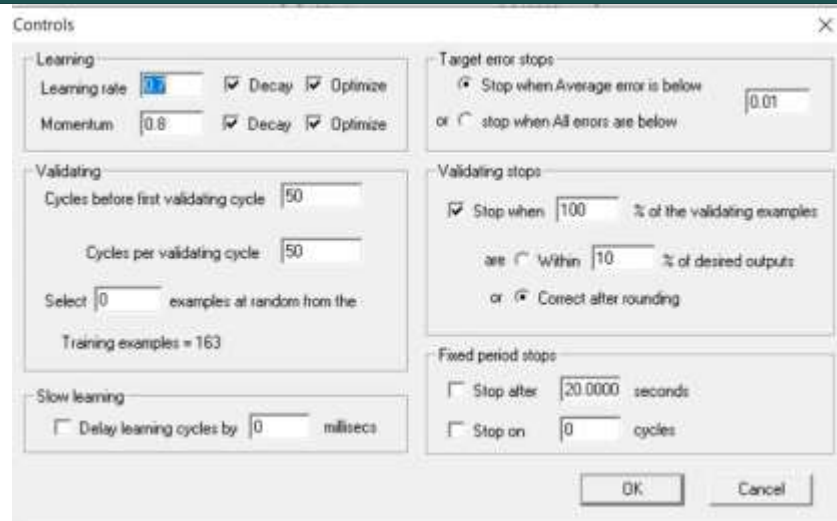 Controls
Learning
Learning rate 0.7 Decay Optimize
Momentum 0.8 Decay Optimize
Validating
Cycles before first validating cycle 50
Cycles per validating cycle 50
Select 0 examples at random from the
Training examples = 163
Slow learning
Delay learning cycles by 0 millisecs
Target error stops
Stop when Average error is below
0.01
or stop when All errors are below
Validating stops
Stop when 100 % of the validating examples
are Within 10 % of desired outputs
or Correct after rounding
Fixed period stops
Stop after 20.0000 seconds
Stop on 0 cycles
OK Cancel